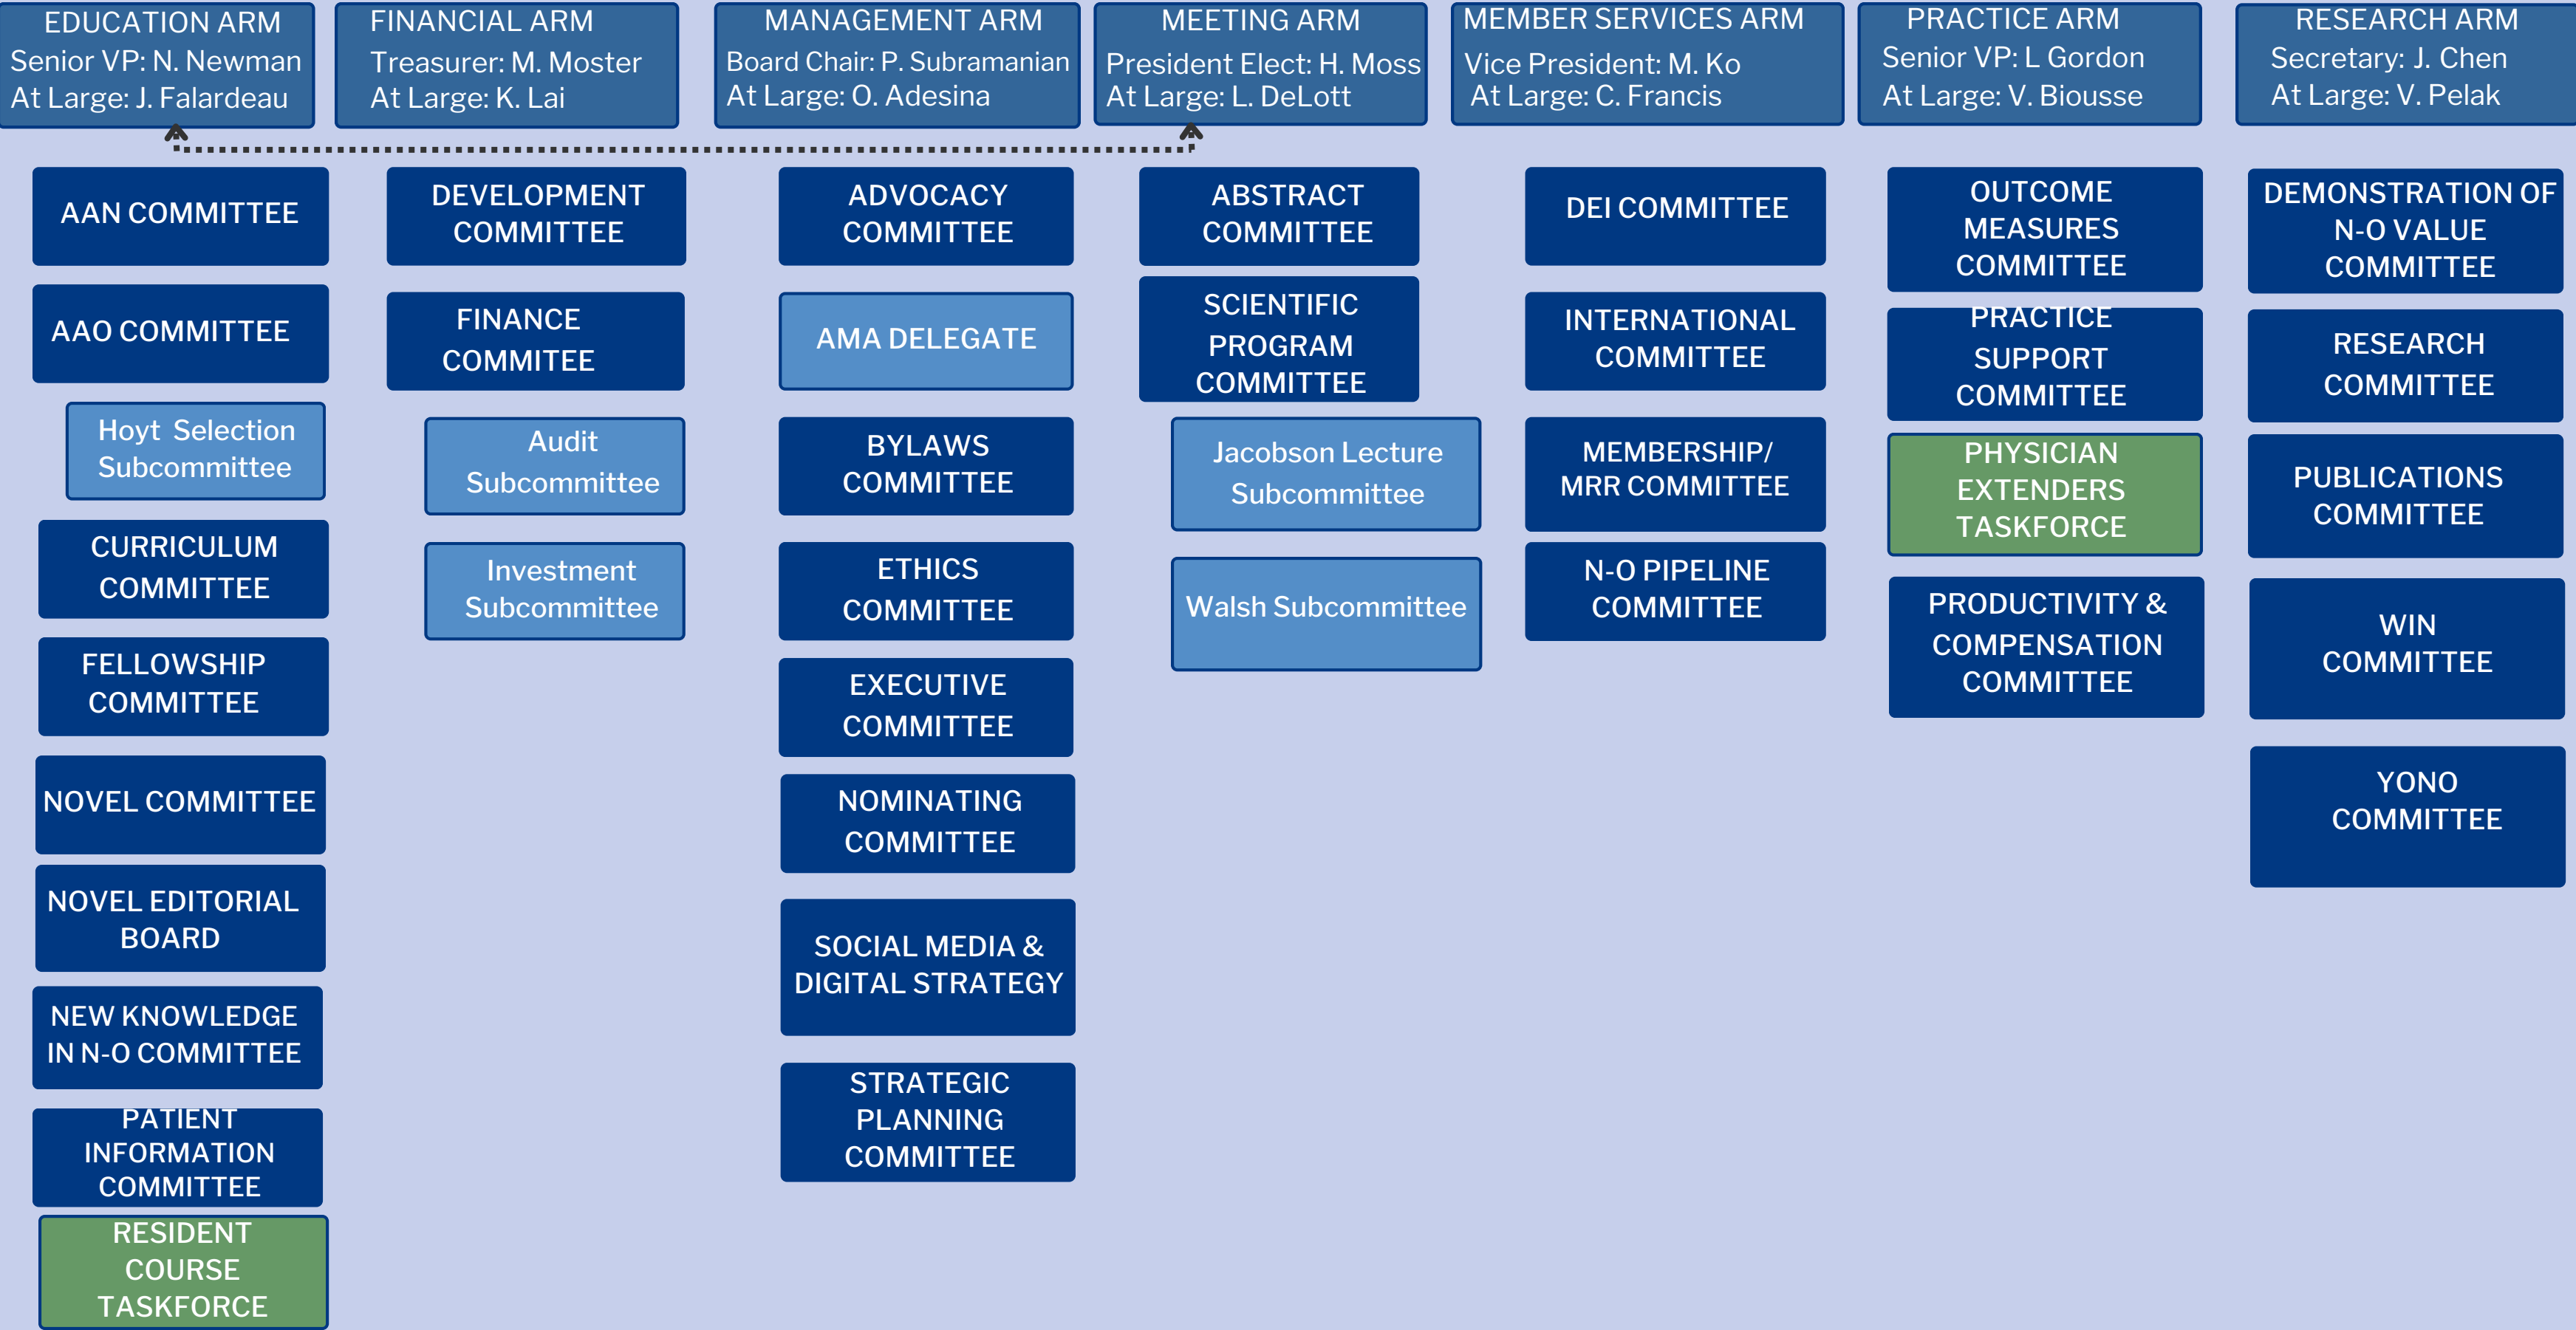 EDUCATION ARM
Senior VP: N. Newman
At Large: J. Falardeau
FINANCIAL ARM
Treasurer: M. Moster
At Large: K. Lai
MANAGEMENT ARM
Board Chair: P. Subramanian
At Large: O. Adesina
MEETING ARM
President Elect: H. Moss
At Large: L. DeLott
MEMBER SERVICES ARM
Vice President: M. Ko
At Large: C. Francis
PRACTICE ARM
Senior VP: L Gordon
At Large: V. Biousse
RESEARCH ARM
Secretary: J. Chen
At Large: V. Pelak
AAN COMMITTEE
AAO COMMITTEE
Hoyt Selection
Subcommittee
CURRICULUM
COMMITTEE
FELLOWSHIP
COMMITTEE
NOVEL COMMITTEE
NOVEL EDITORIAL
BOARD
NEW KNOWLEDGE
IN N-O COMMITTEE
PATIENT
INFORMATION
COMMITTEE
RESIDENT
COURSE
TASKFORCE
DEVELOPMENT
COMMITTEE
FINANCE
COMMITEE
Audit
Subcommittee
Investment
Subcommittee
ADVOCACY
COMMITTEE
AMA DELEGATE
BYLAWS
COMMITTEE
ETHICS
COMMITTEE
EXECUTIVE
COMMITTEE
NOMINATING
COMMITTEE
SOCIAL MEDIA &
DIGITAL STRATEGY
STRATEGIC
PLANNING
COMMITTEE
ABSTRACT
COMMITTEE
SCIENTIFIC
PROGRAM
COMMITTEE
Jacobson Lecture
Subcommittee
Walsh Subcommittee
DEI COMMITTEE
INTERNATIONAL
COMMITTEE
MEMBERSHIP/
MRR COMMITTEE
N-O PIPELINE
COMMITTEE
OUTCOME
MEASURES
COMMITTEE
PRACTICE
SUPPORT
COMMITTEE
PHYSICIAN
EXTENDERS
TASKFORCE
PRODUCTIVITY &
COMPENSATION
COMMITTEE
DEMONSTRATION OF
N-O VALUE
COMMITTEE
RESEARCH
COMMITTEE
PUBLICATIONS
COMMITTEE
WIN
COMMITTEE
YONO
COMMITTEE